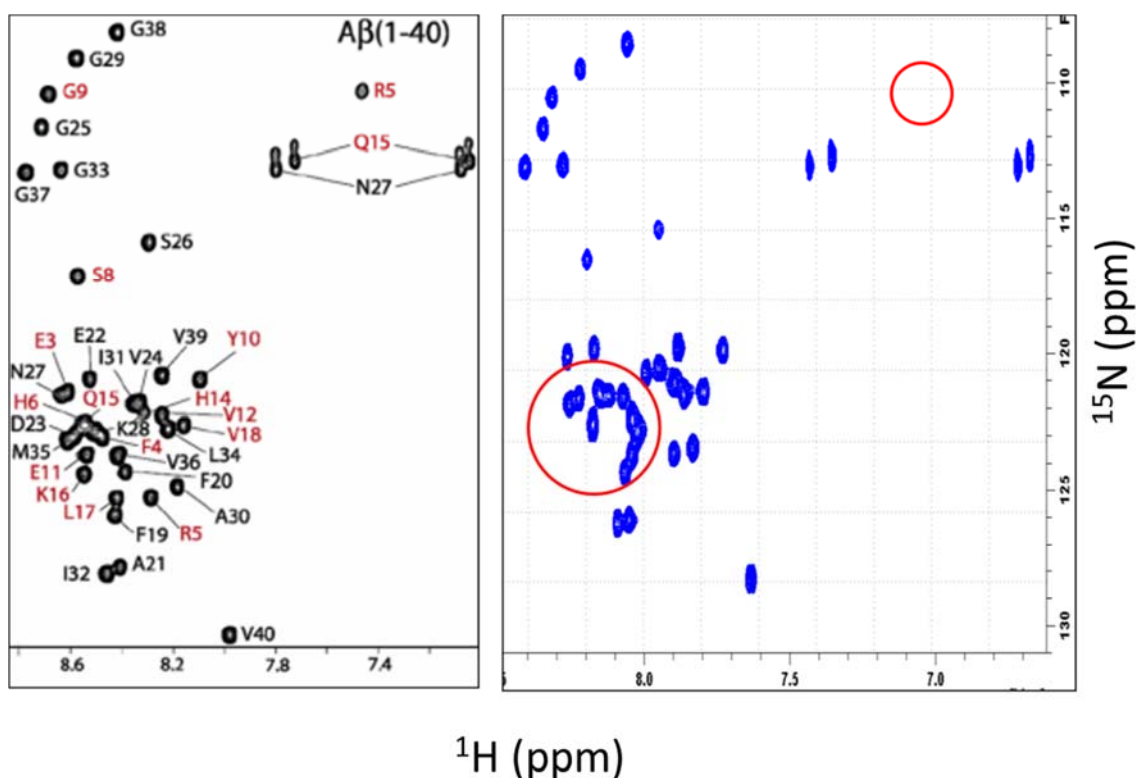 G38
Aβ(1-40)
G29
G9
R5
G25
Q15
G33
N27
G37
S26
S8
E22
V39
E3
I31
V24
Y10
N27
Q15
H14
H6
V12
D23
K28
V18
M35
F4
L34
E11
V36
F20
K16
L17
A30
F19
R5
I32
A21
V40
8.6
8.2
7.8
7.4
110
115
120
125
130
8.0
7.5
7.0
15N (ppm)
1H (ppm)